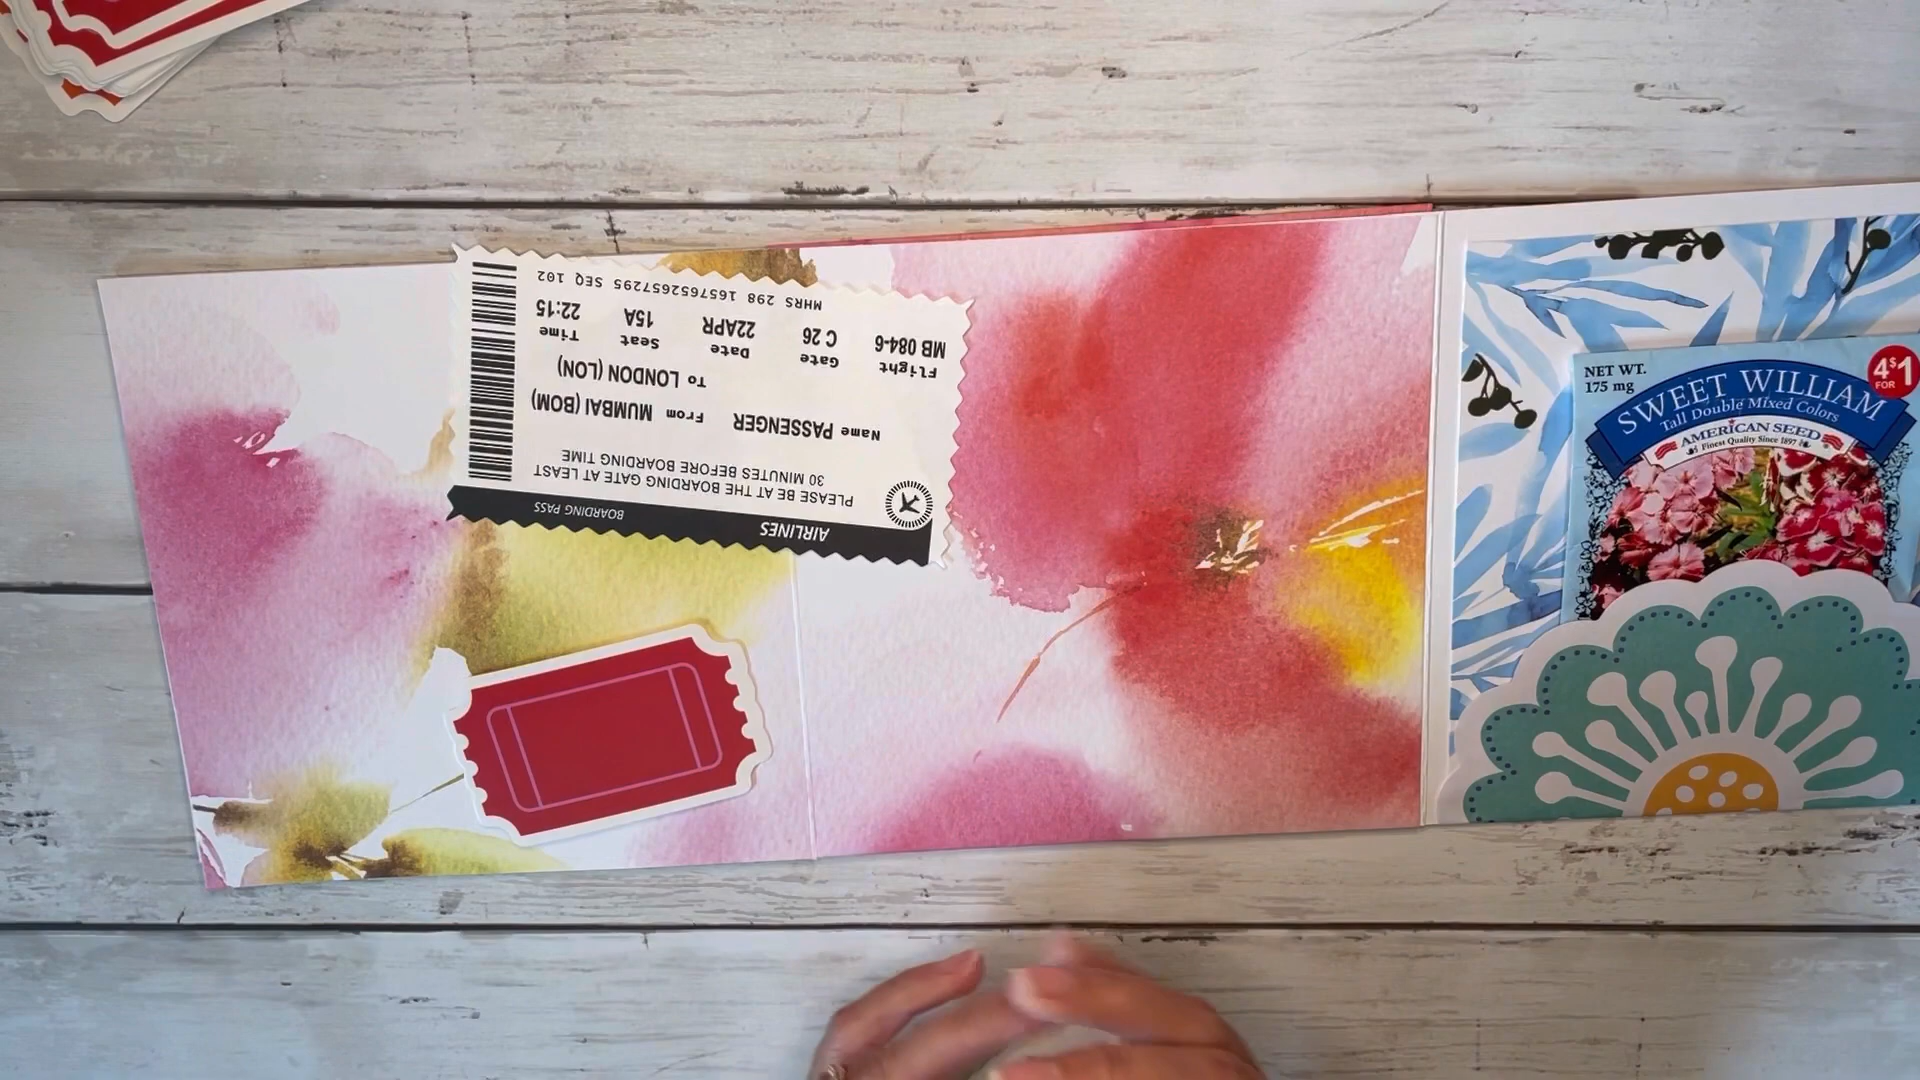 AIRLINES BOARDING PASS
PLEASE BE AT THE BOARDING GATE AT LEAST
30 MINUTES BEFORE BOARDING TIME
Name PASSENGER From MUMBAI (BOM)
To LONDON (LON)
Flight Gate Date Seat Time
MB 084-6 C 26 22APR 15A 22:15
MHRS 298 1657652657295 SEQ 102
NET WT.
175 mg
4 FOR $1
SWEET WILLIAM
Tall Double Mixed Colors
AMERICAN SEED
Finest Quality Since 1897